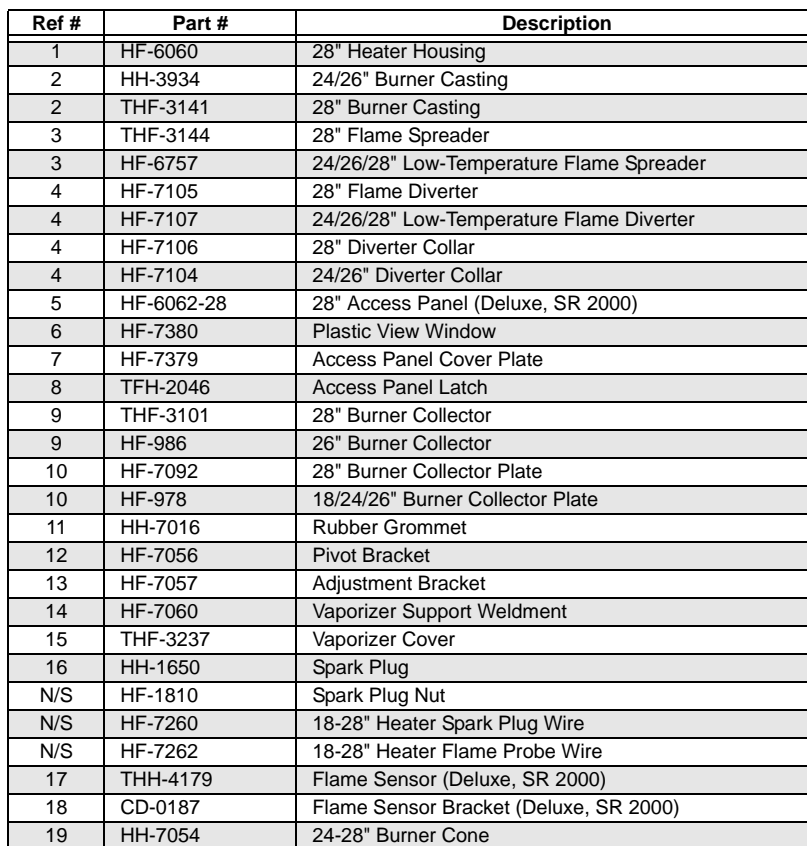 Ref # Part # Description
1 HF-6060 28" Heater Housing
2 HH-3934 24/26" Burner Casting
2 THF-3141 28" Burner Casting
3 THF-3144 28" Flame Spreader
3 HF-6757 24/26/28" Low-Temperature Flame Spreader
4 HF-7105 28" Flame Diverter
4 HF-7107 24/26/28" Low-Temperature Flame Diverter
4 HF-7106 28" Diverter Collar
4 HF-7104 24/26" Diverter Collar
5 HF-6062-28 28" Access Panel (Deluxe, SR 2000)
6 HF-7380 Plastic View Window
7 HF-7379 Access Panel Cover Plate
8 TFH-2046 Access Panel Latch
9 THF-3101 28" Burner Collector
9 HF-986 26" Burner Collector
10 HF-7092 28" Burner Collector Plate
10 HF-978 18/24/26" Burner Collector Plate
11 HH-7016 Rubber Grommet
12 HF-7056 Pivot Bracket
13 HF-7057 Adjustment Bracket
14 HF-7060 Vaporizer Support Weldment
15 THF-3237 Vaporizer Cover
16 HH-1650 Spark Plug
N/S HF-1810 Spark Plug Nut
N/S HF-7260 18-28" Heater Spark Plug Wire
N/S HF-7262 18-28" Heater Flame Probe Wire
17 THH-4179 Flame Sensor (Deluxe, SR 2000)
18 CD-0187 Flame Sensor Bracket (Deluxe, SR 2000)
19 HH-7054 24-28" Burner Cone